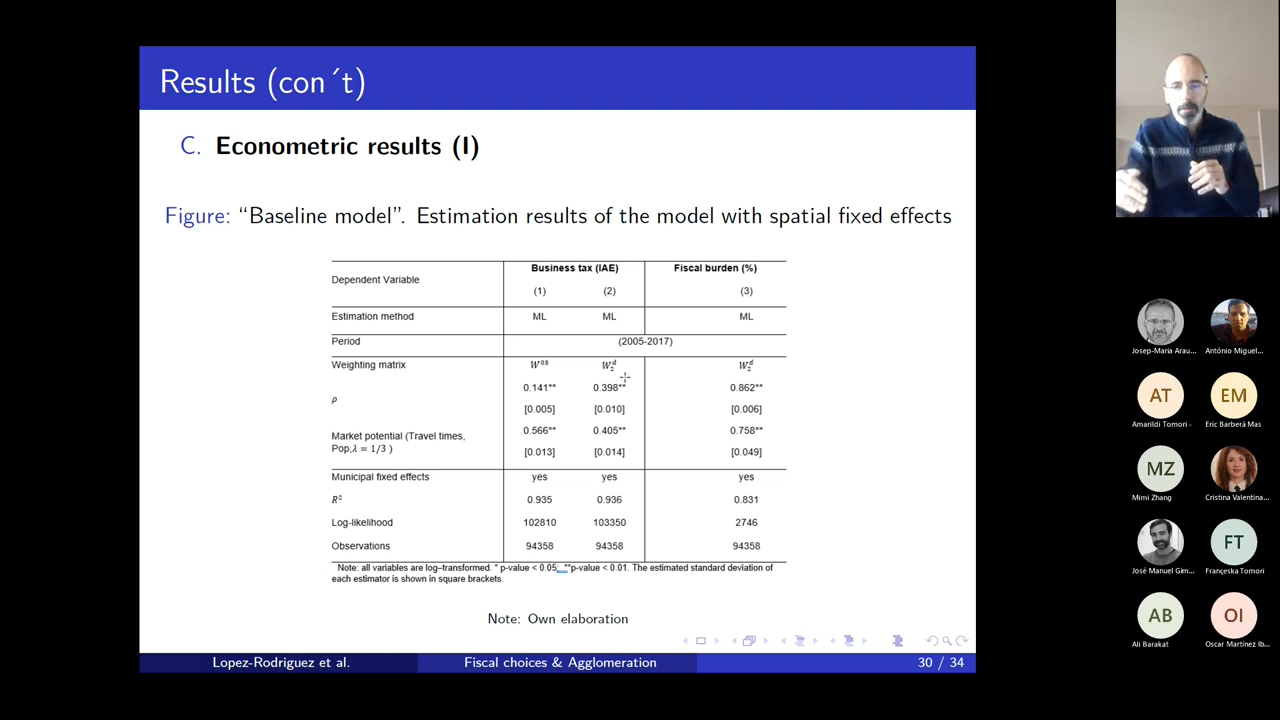 Results (con´t)
C. Econometric results (I)
Figure: “Baseline model”. Estimation results of the model with spatial fixed effects
Dependent Variable Business tax (IAE) Fiscal burden (%)
(1) (2) (3)
Estimation method ML ML ML
Period (2005-2017)
Weighting matrix W⁰⁵ W₂ᵈ W₂ᵈ
ρ 0.141** 0.398** 0.862**
[0.005] [0.010] [0.006]
Market potential (Travel times, Pop,λ = 1/3 ) 0.566** 0.405** 0.758**
[0.013] [0.014] [0.049]
Municipal fixed effects yes yes yes
R² 0.935 0.936 0.831
Log-likelihood 102810 103350 2746
Observations 94358 94358 94358
Note: all variables are log–transformed. * p-value < 0.05; **p-value < 0.01. The estimated standard deviation of
each estimator is shown in square brackets.
Note: Own elaboration
Lopez-Rodriguez et al. Fiscal choices & Agglomeration 30 / 34
Josep-Maria Arau... António Miguel...
AT EM
Amarildi Tomori - Eric Barberá Mas
MZ
Mimi Zhang Cristina Valentina...
FT
José Manuel Gim... Françeska Tomori
AB OI
Ali Barakat Oscar Martínez Ib...